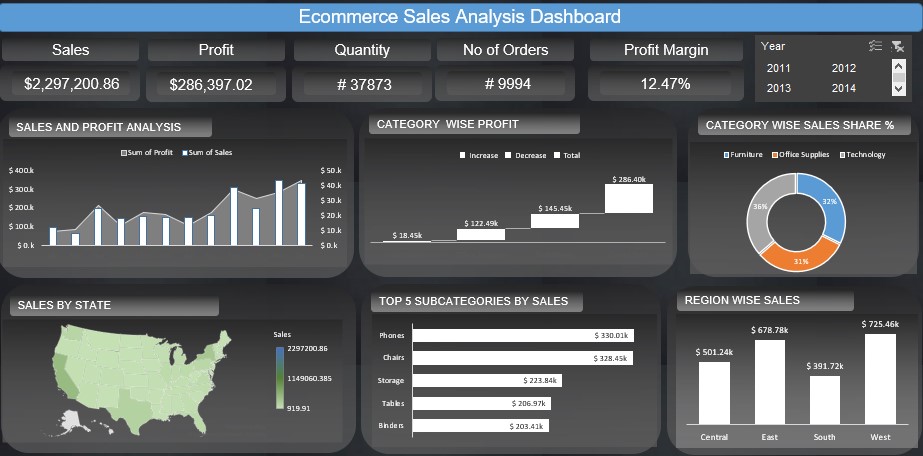 Ecommerce Sales Analysis Dashboard
Sales
Profit
Quantity
No of Orders
Profit Margin
$2,297,200.86
$286,397.02
# 37873
# 9994
12.47%
Year
2011 2012
2013 2014
SALES AND PROFIT ANALYSIS
Sum of Profit Sum of Sales
$ 400.k
$ 300.k
$ 200.k
$ 100.k
$ 0.k
$ 50.k
$ 40.k
$ 30.k
$ 20.k
$ 10.k
$ 0.k
CATEGORY WISE PROFIT
Increase Decrease Total
$ 18.45k
$ 122.49k
$ 145.45k
$ 286.40k
CATEGORY WISE SALES SHARE %
Furniture Office Supplies Technology
36%
32%
31%
SALES BY STATE
Sales
2297200.86
1149060.385
919.91
TOP 5 SUBCATEGORIES BY SALES
Phones $ 330.01k
Chairs $ 328.45k
Storage $ 223.84k
Tables $ 206.97k
Binders $ 203.41k
REGION WISE SALES
$ 501.24k
$ 678.78k
$ 391.72k
$ 725.46k
Central East South West